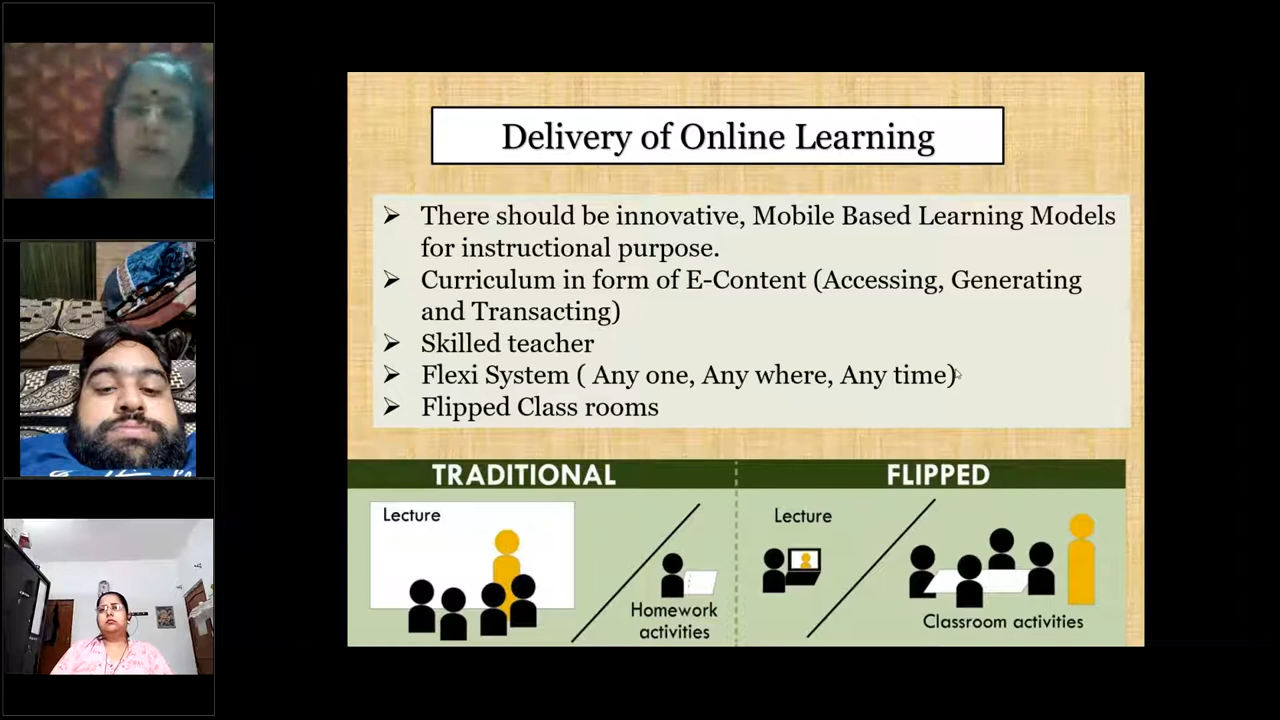 Delivery of Online Learning
➢ There should be innovative, Mobile Based Learning Models
for instructional purpose.
➢ Curriculum in form of E-Content (Accessing, Generating
and Transacting)
➢ Skilled teacher
➢ Flexi System ( Any one, Any where, Any time)
➢ Flipped Class rooms
TRADITIONAL
Lecture
Homework
activities
FLIPPED
Lecture
Classroom activities